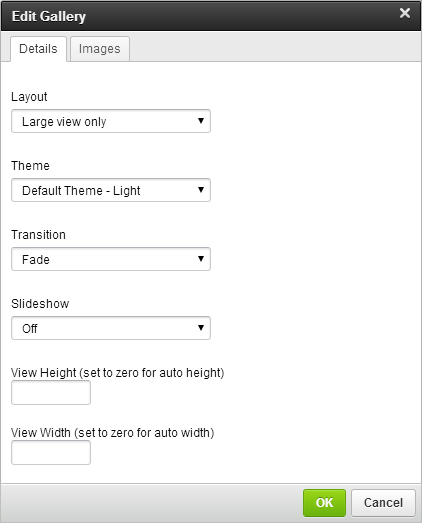 Edit Gallery
Details Images
Layout
Large view only
Theme
Default Theme - Light
Transition
Fade
Slideshow
Off
View Height (set to zero for auto height)
View Width (set to zero for auto width)
OK Cancel